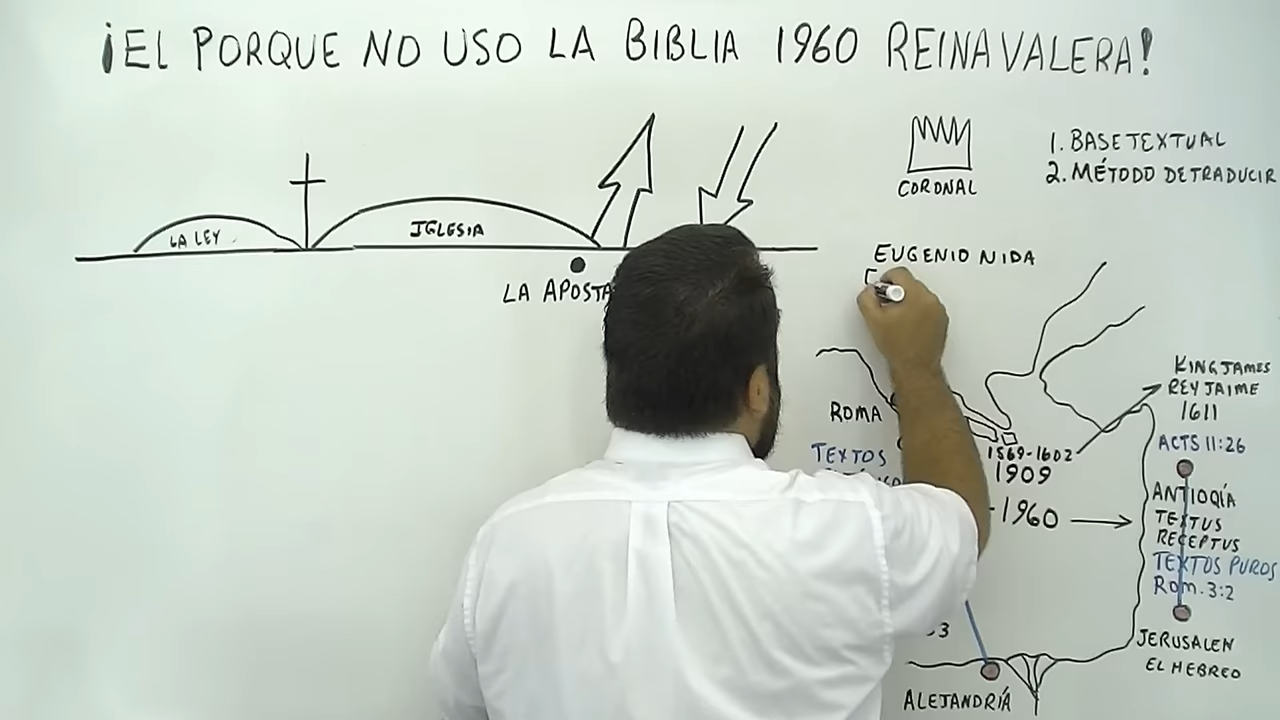 ¡EL PORQUE NO USO LA BIBLIA 1960 REINA VALERA!
CORONAL
1. BASE TEXTUAL
2. MÉTODO DE TRADUCIR
LA LEY
IGLESIA
LA APOSTA
EUGENIO NIDA
KING JAMES
REY JAIME
1611
ROMA
TEXTOS
1569-1602
1909
-1960
ACTS 11:26
ANTIOQÍA
TEXTUS
RECEPTUS
TEXTOS PUROS
Rom. 3:2
JERUSALEN
EL HEBREO
ALEJANDRÍA